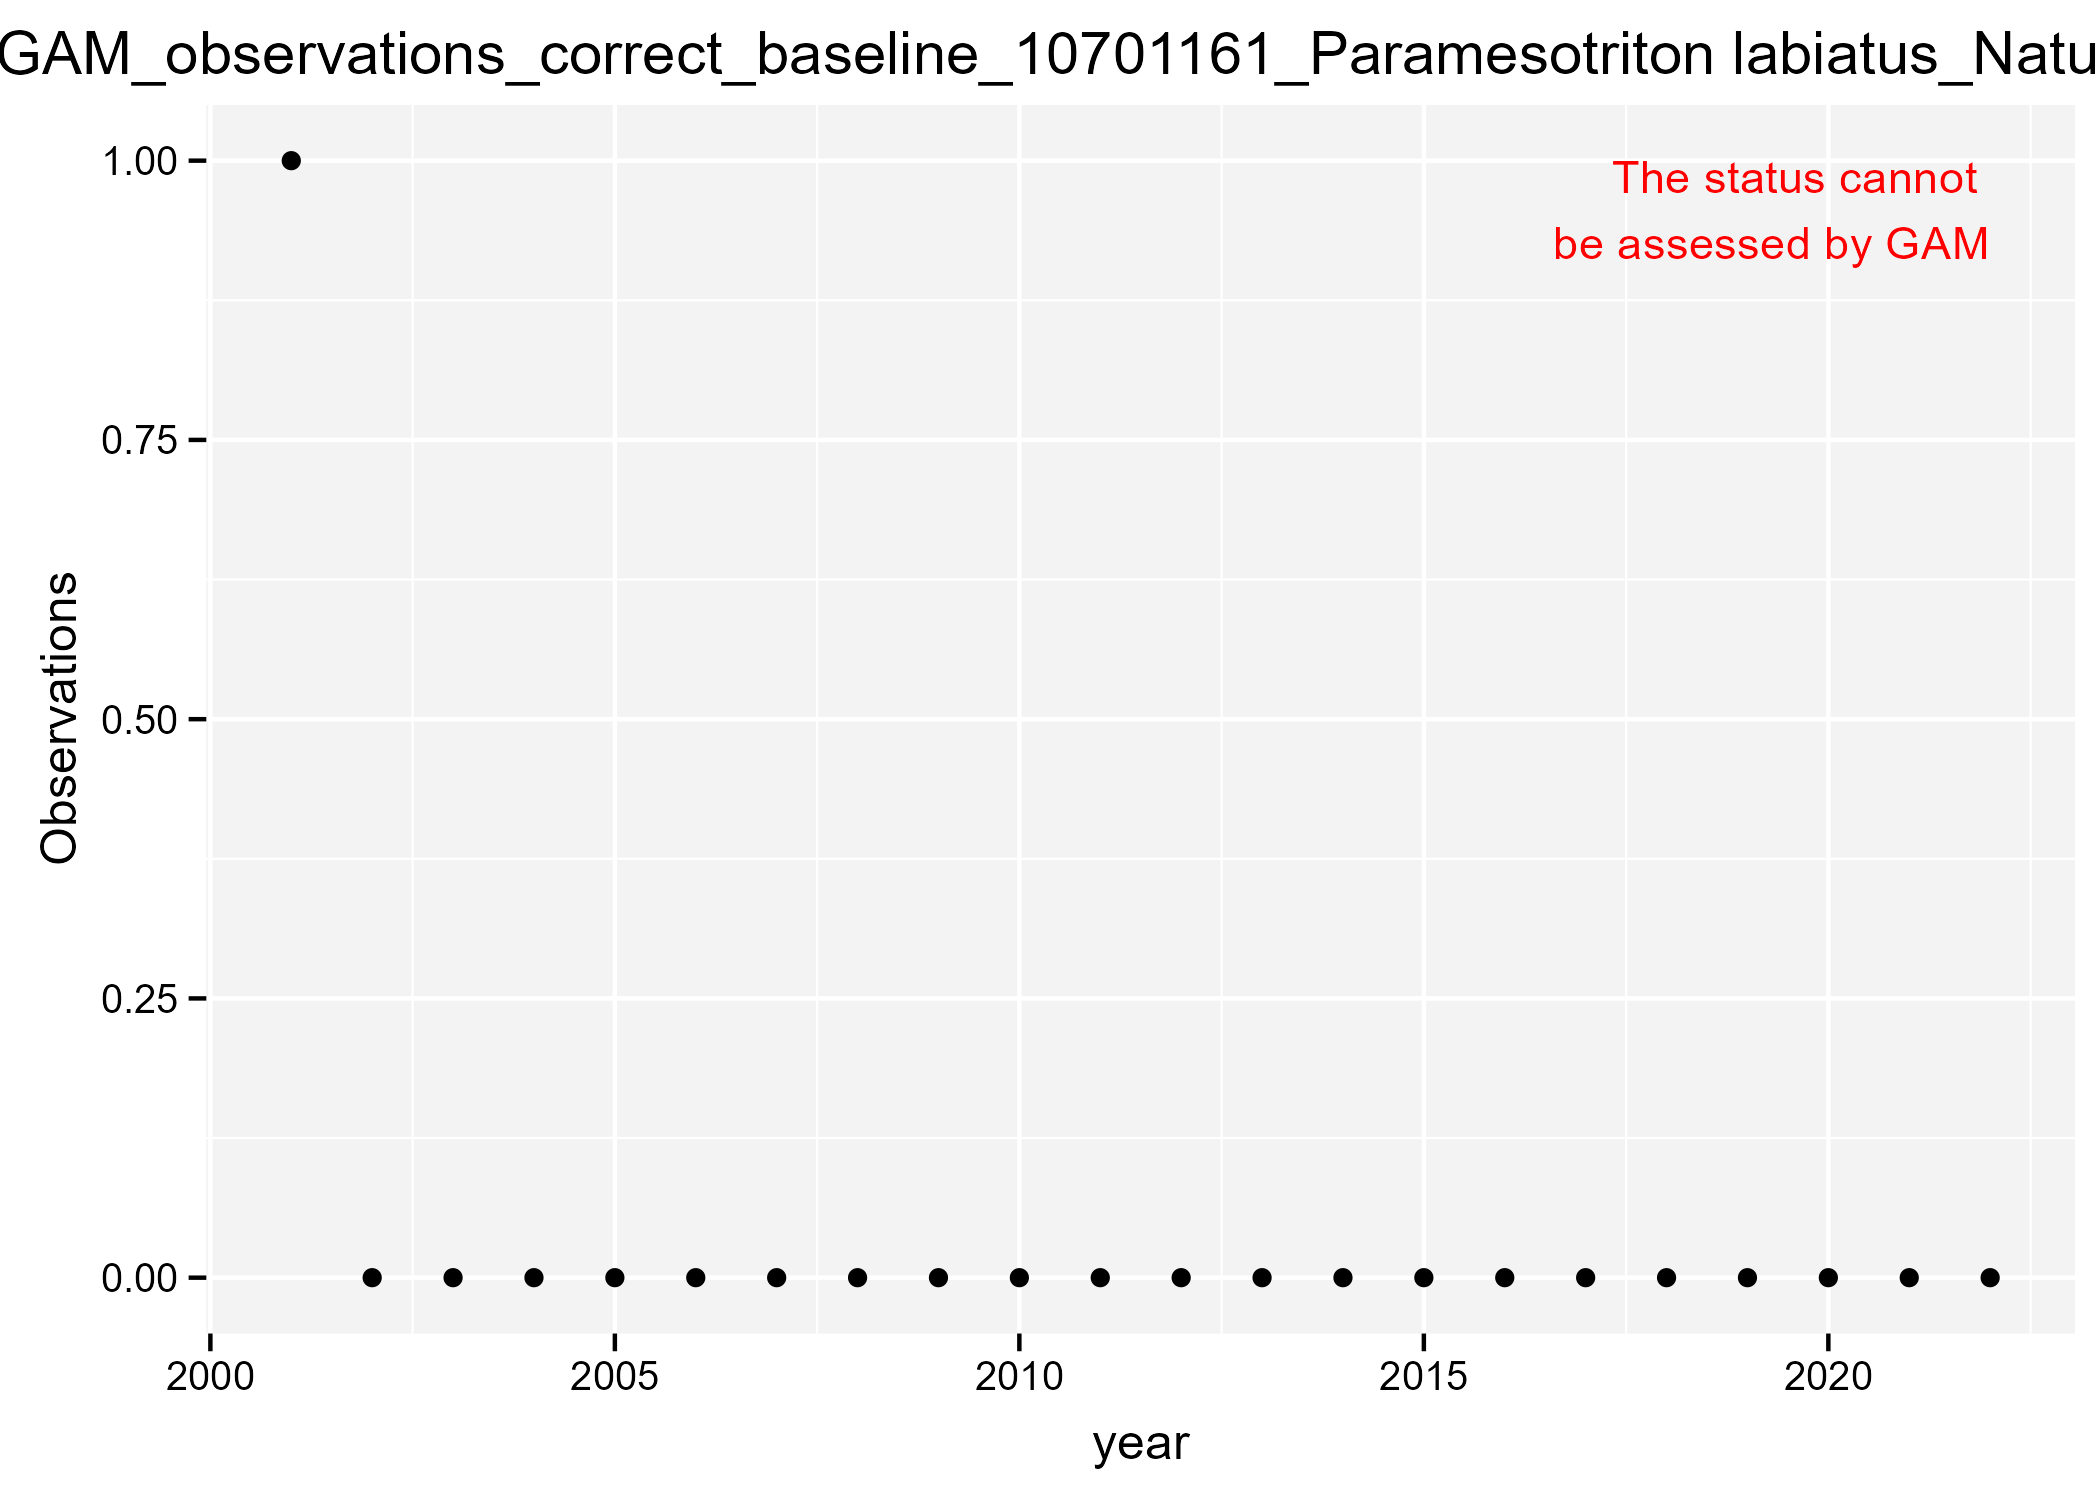 GAM_observations_correct_baseline_10701161_Paramesotriton labiatus_Natu
1.00
The status cannot
be assessed by GAM
0.75
Observations
0.50
0.25
0.00
2000 2005 2010 2015 2020
year